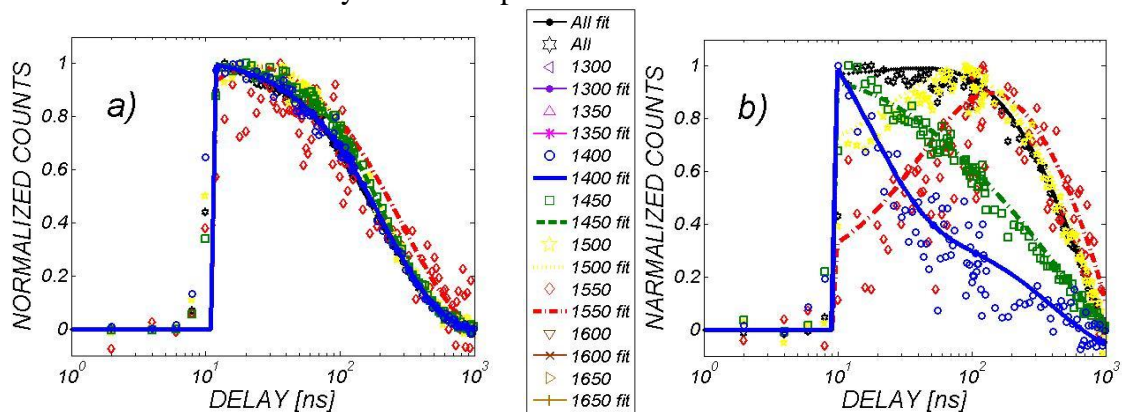 a)
NORMALIZED COUNTS
1
0.8
0.6
0.4
0.2
0
10^0 10^1 10^2 10^3
DELAY [ns]
All fit
All
1300
1300 fit
1350
1350 fit
1400
1400 fit
1450
1450 fit
1500
1500 fit
1550
1550 fit
1600
1600 fit
1650
1650 fit
b)
NARMALIZED COUNTS
1
0.8
0.6
0.4
0.2
0
10^0 10^1 10^2 10^3
DELAY [ns]